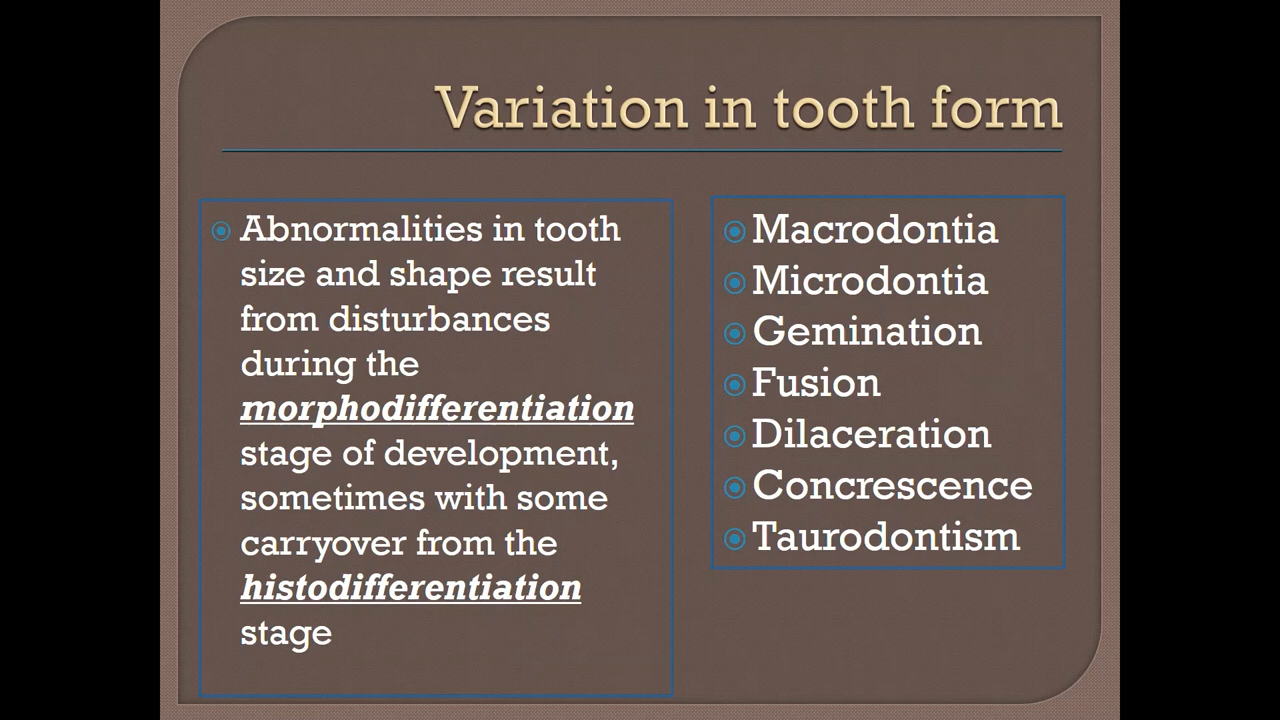 Variation in tooth form
Abnormalities in tooth
size and shape result
from disturbances
during the
morphodifferentiation
stage of development,
sometimes with some
carryover from the
histodifferentiation
stage
Macrodontia
Microdontia
Gemination
Fusion
Dilaceration
Concrescence
Taurodontism